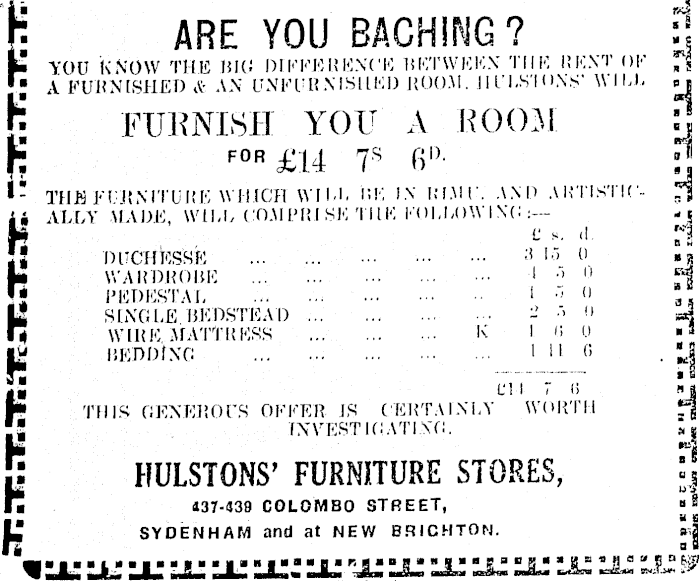 ARE YOU BACHING?
YOU KNOW THE BIG DIFFERENCE BETWEEN THE RENT OF
A FURNISHED & AN UNFURNISHED ROOM. HULSTONS' WILL
FURNISH YOU A ROOM
FOR £14 7S 6D.
THE FURNITURE WHICH WILL BE IN RIMU, AND ARTISTIC-
ALLY MADE, WILL COMPRISE THE FOLLOWING:—
£ s. d.
DUCHESSE ... ... ... ... ... 3 15 0
WARDROBE ... ... ... ... ... 4 5 0
PEDESTAL ... ... ... ... .. 1 5 0
SINGLE BEDSTEAD ... ... ... ... 2 5 0
WIRE MATTRESS ... ... ... K 1 6 0
BEDDING ... ... ... ... ... 1 11 6
£14 7 6
THIS GENEROUS OFFER IS CERTAINLY WORTH
INVESTIGATING.
HULSTONS' FURNITURE STORES,
437-439 COLOMBO STREET,
SYDENHAM and at NEW BRIGHTON.